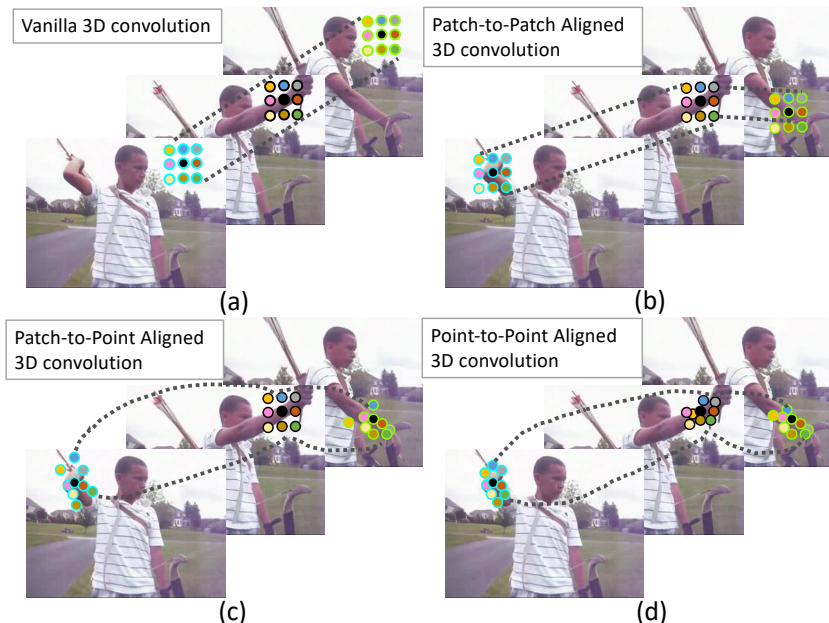 Vanilla 3D convolution
(a)
Patch-to-Patch Aligned
3D convolution
(b)
Patch-to-Point Aligned
3D convolution
(c)
Point-to-Point Aligned
3D convolution
(d)